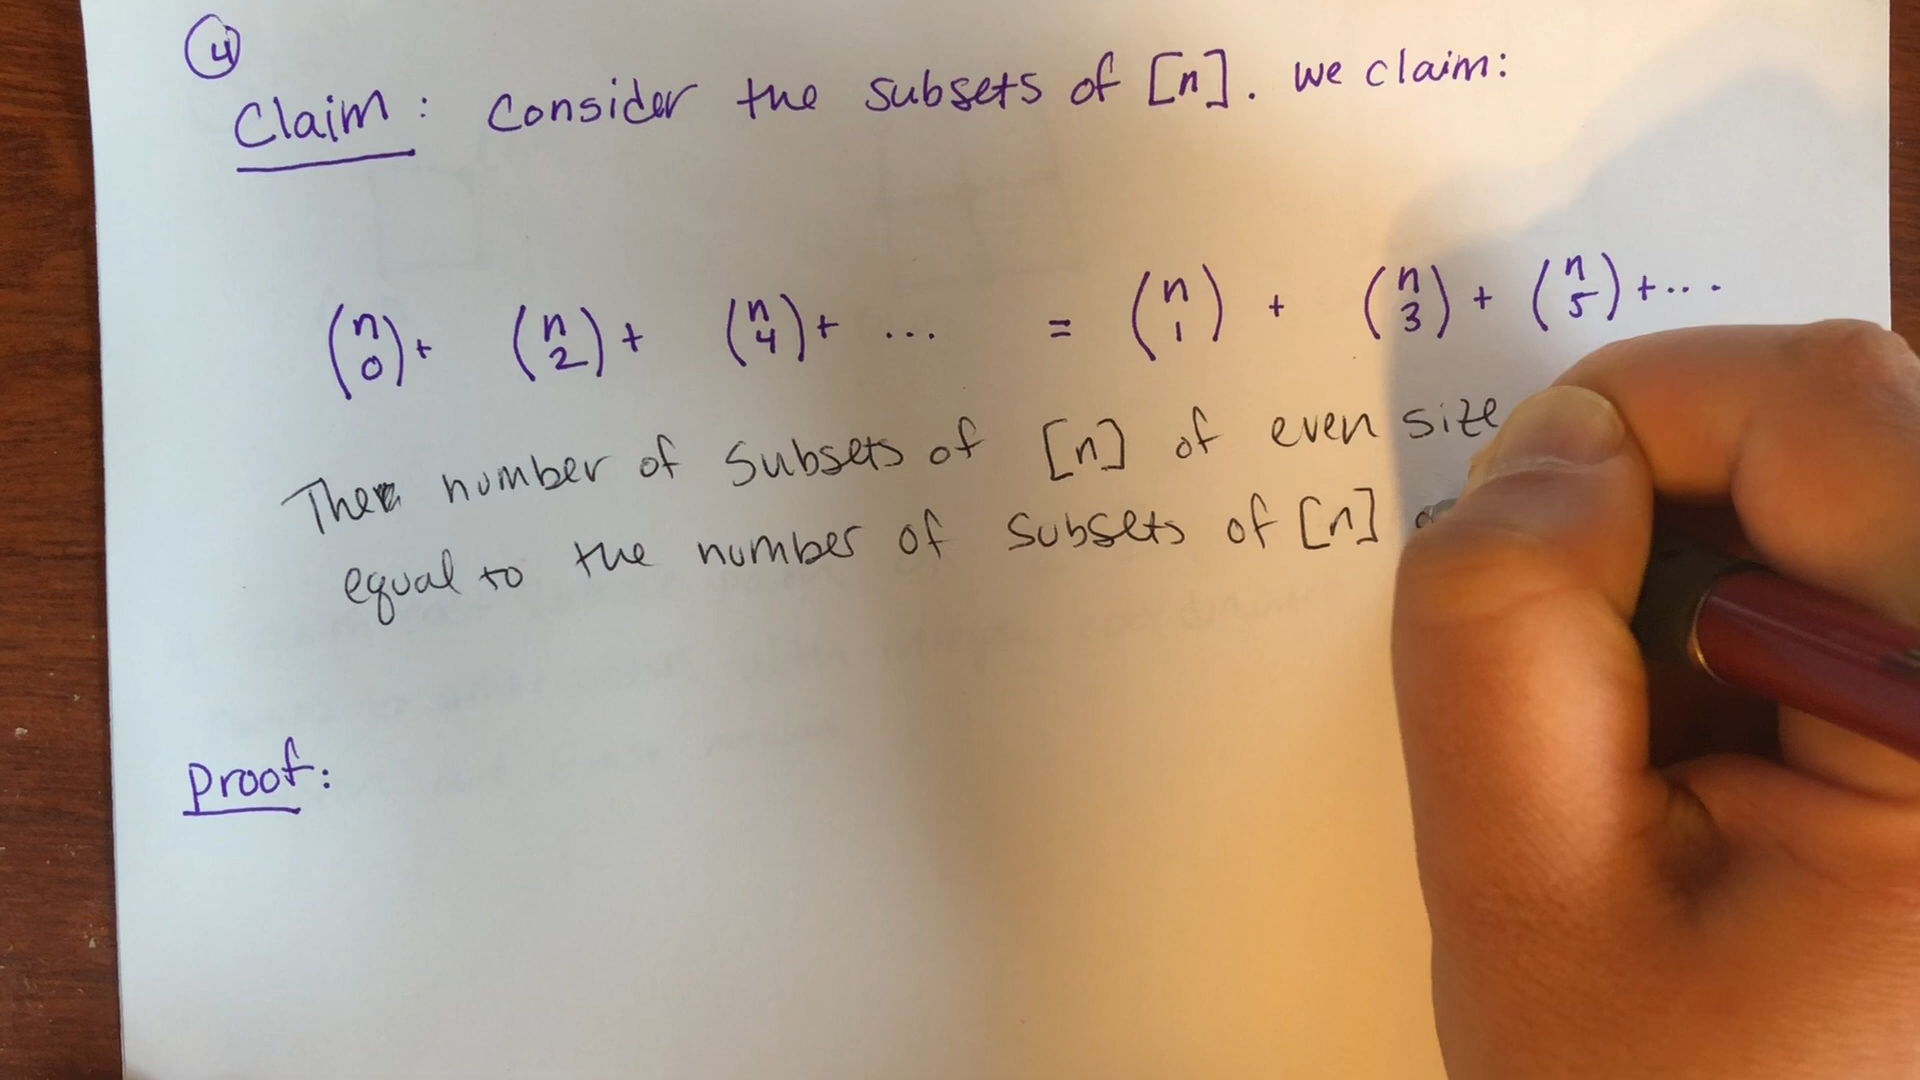 4
Claim: Consider the subsets of [n]. we claim:
(n 0) + (n 2) + (n 4) + ... = (n 1) + (n 3) + (n 5) + ...
The number of subsets of [n] of even size
equal to the number of subsets of [n]
proof: